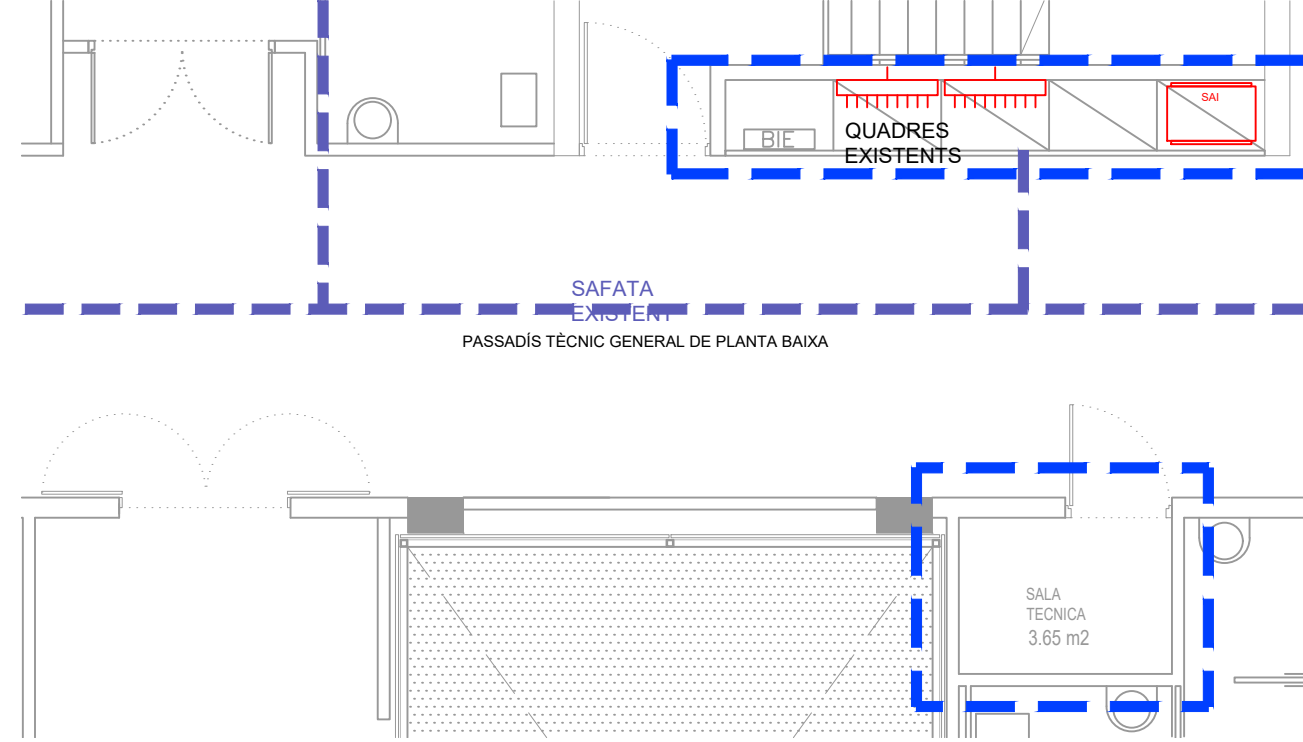 SAI
BIE
QUADRES
EXISTENTS
SAFATA
EXISTENT
PASSADÍS TÈCNIC GENERAL DE PLANTA BAIXA
SALA
TECNICA
3.65 m2